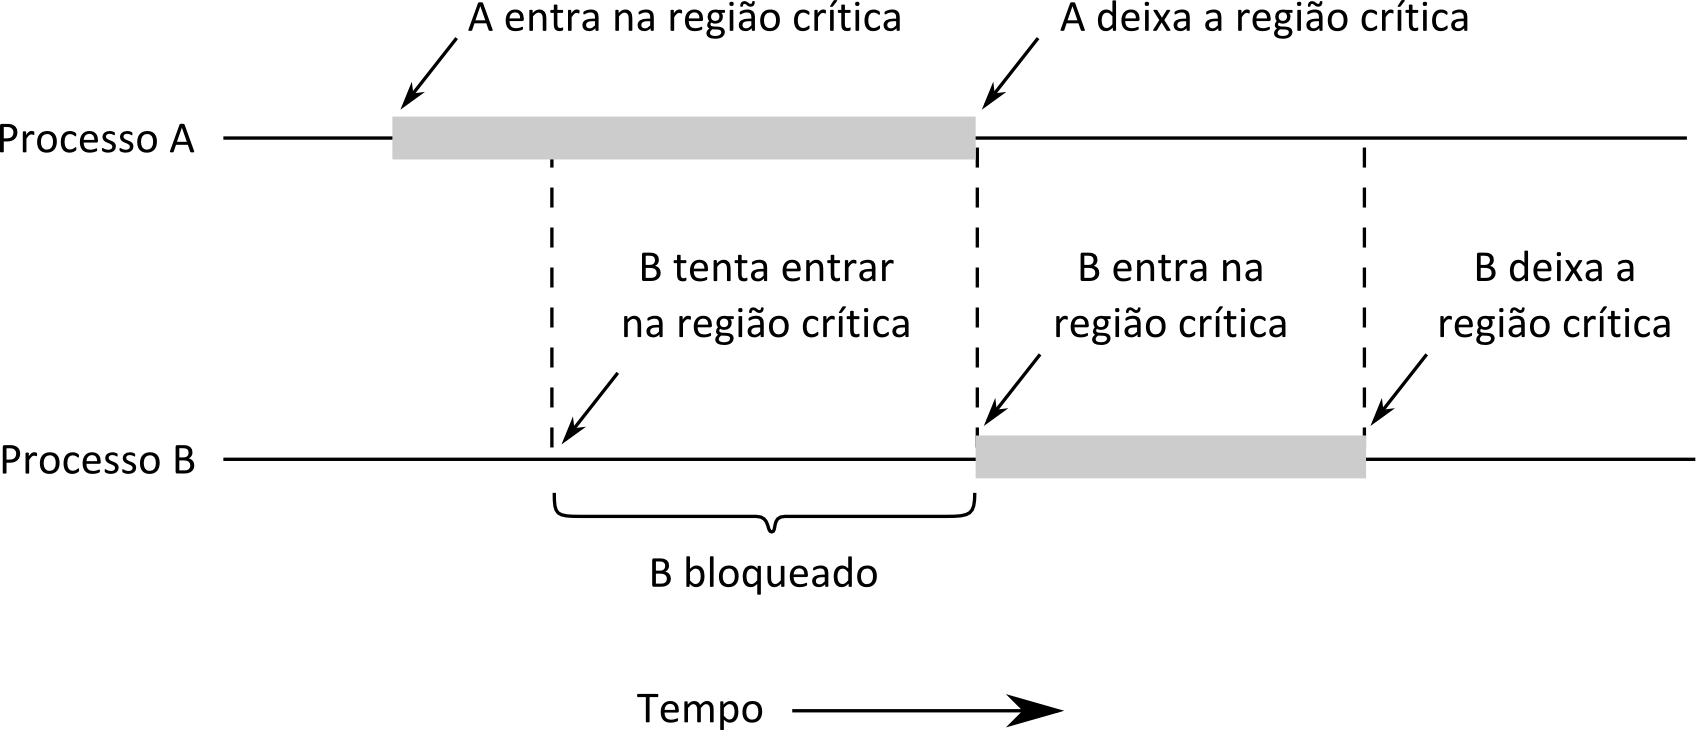 A entra na região crítica
A deixa a região crítica
Processo A
B tenta entrar
na região crítica
B entra na
região crítica
B deixa a
região crítica
Processo B
B bloqueado
Tempo